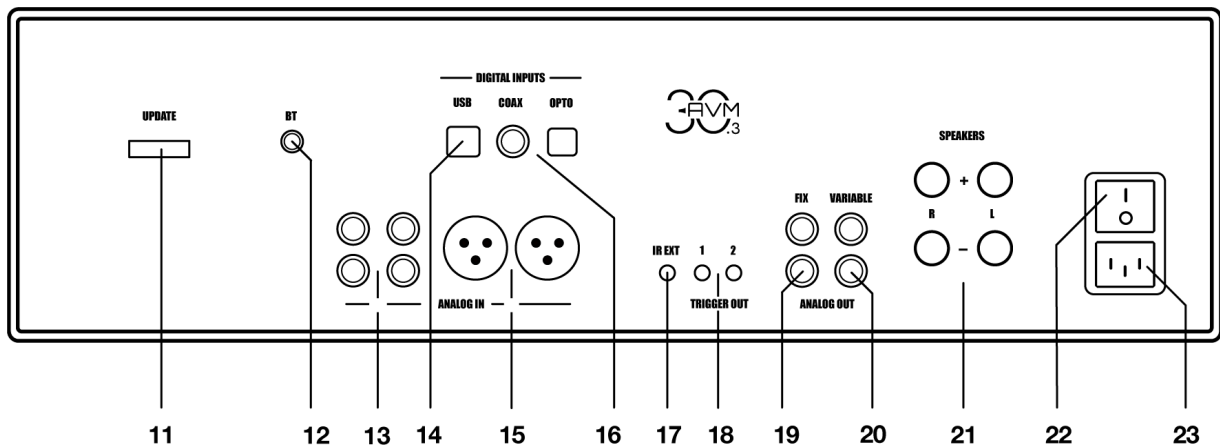 DIGITAL INPUTS
UPDATE
BT
USB
COAX
OPTO
30 AVM .3
SPEAKERS
+
R
L
–
FIX
VARIABLE
IR EXT
1
2
ANALOG IN
TRIGGER OUT
ANALOG OUT
11
12
13
14
15
16
17
18
19
20
21
22
23